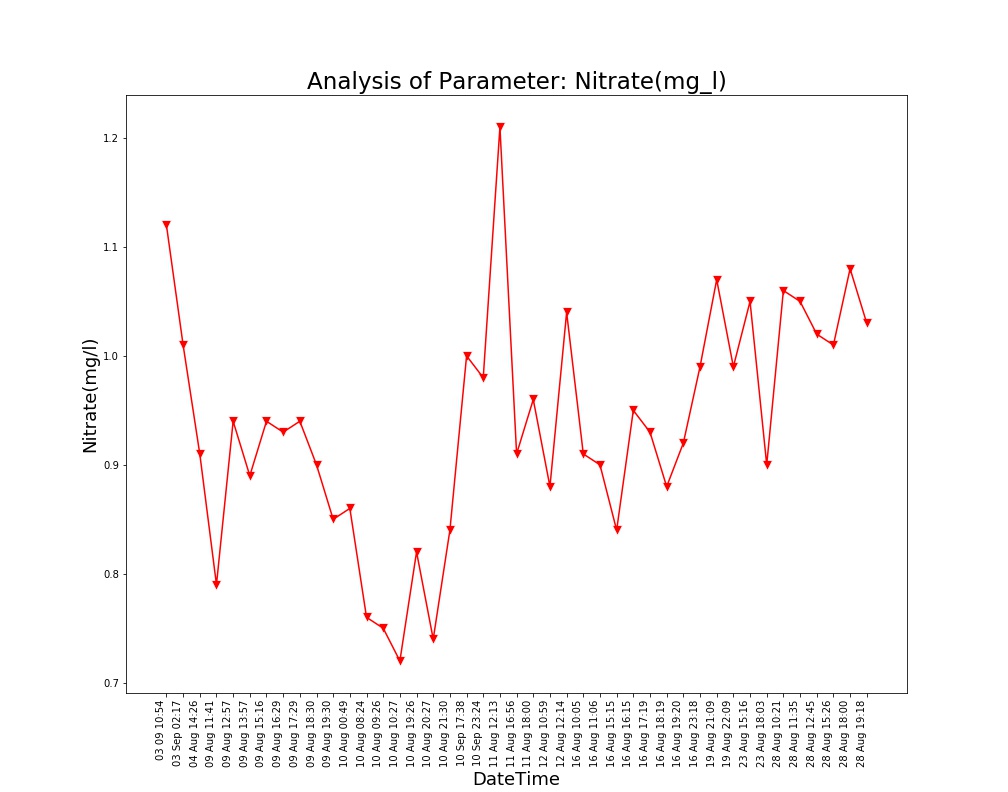 Analysis of Parameter: Nitrate(mg_l)
Nitrate(mg/l)
1.2
1.1
1.0
0.9
0.8
0.7
03 09 10:54
03 Sep 02:17
04 Aug 14:26
09 Aug 11:41
09 Aug 12:57
09 Aug 13:57
09 Aug 15:16
09 Aug 16:29
09 Aug 17:29
09 Aug 18:30
09 Aug 19:30
10 Aug 00:49
10 Aug 08:24
10 Aug 09:26
10 Aug 10:27
10 Aug 19:26
10 Aug 20:27
10 Aug 21:30
10 Sep 17:38
10 Sep 23:24
11 Aug 12:13
11 Aug 16:56
11 Aug 18:00
12 Aug 10:59
12 Aug 12:14
16 Aug 10:05
16 Aug 11:06
16 Aug 15:15
16 Aug 16:15
16 Aug 17:19
16 Aug 18:19
16 Aug 19:20
16 Aug 23:18
19 Aug 21:09
19 Aug 22:09
23 Aug 15:16
23 Aug 18:03
28 Aug 10:21
28 Aug 11:35
28 Aug 12:45
28 Aug 15:26
28 Aug 18:00
28 Aug 19:18
DateTime